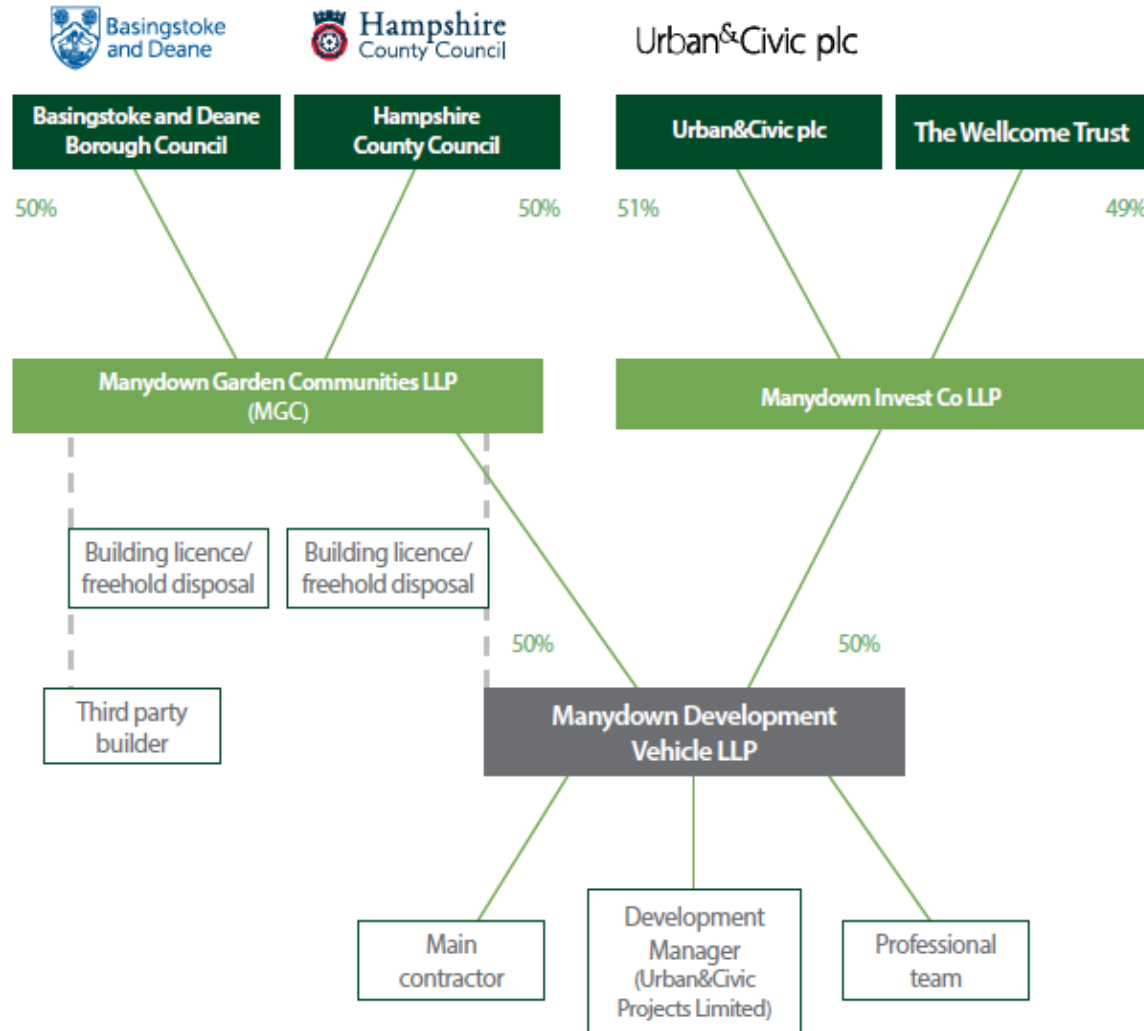 Basingstoke
and Deane
Hampshire
County Council
Urban&Civic plc
Basingstoke and Deane
Borough Council
Hampshire
County Council
Urban&Civic plc
The Wellcome Trust
50%
50%
51%
49%
Manydown Garden Communities LLP
(MGC)
Manydown Invest Co LLP
Building licence/
freehold disposal
Building licence/
freehold disposal
50%
50%
Third party
builder
Manydown Development
Vehicle LLP
Main
contractor
Development
Manager
(Urban&Civic
Projects Limited)
Professional
team